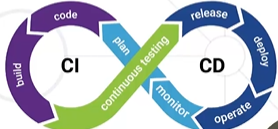 code
build
CI
plan
continuous testing
release
deploy
CD
operate
monitor